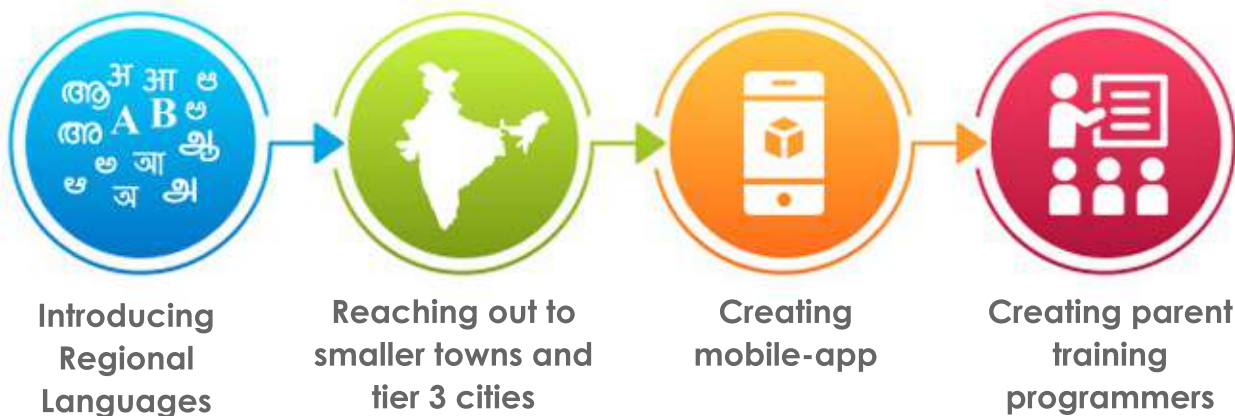 അആ अ आ ಅ
ആ अ आ ಅ
A B
ஆ
അ
ಅ আ
ಆ অ அ
Introducing
Regional
Languages
Reaching out to
smaller towns and
tier 3 cities
Creating
mobile-app
Creating parent
training
programmers